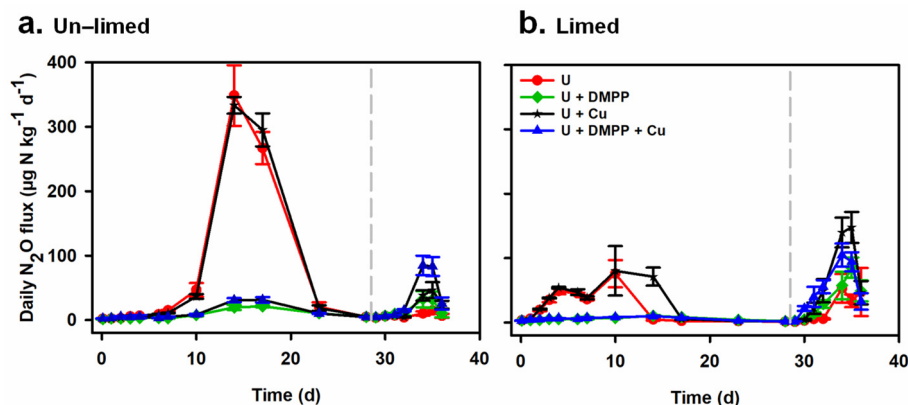 a. Un–limed
b. Limed
Daily N2O flux (µg N kg-1 d-1)
400
300
200
100
0
0
10
20
30
40
Time (d)
U
U + DMPP
U + Cu
U + DMPP + Cu
0
10
20
30
40
Time (d)